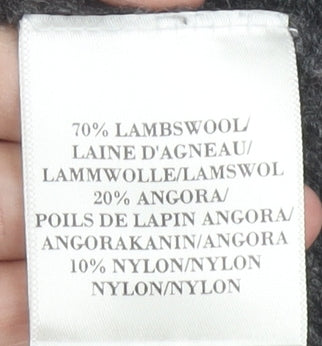 70% LAMBSWOOL/
LAINE D'AGNEAU/
LAMMWOLLE/LAMSWOL
20% ANGORA/
POILS DE LAPIN ANGORA/
ANGORAKANIN/ANGORA
10% NYLON/NYLON
NYLON/NYLON